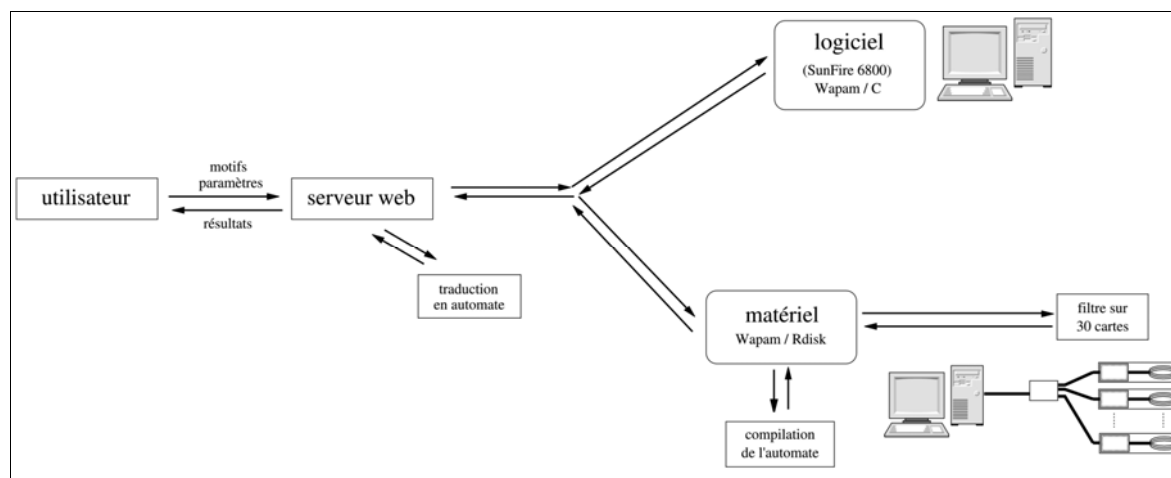 logiciel
(SunFire 6800)
Wapam / C
motifs
paramètres
utilisateur
serveur web
résultats
traduction
en automate
matériel
Wapam / Rdisk
filtre sur
30 cartes
compilation
de l'automate